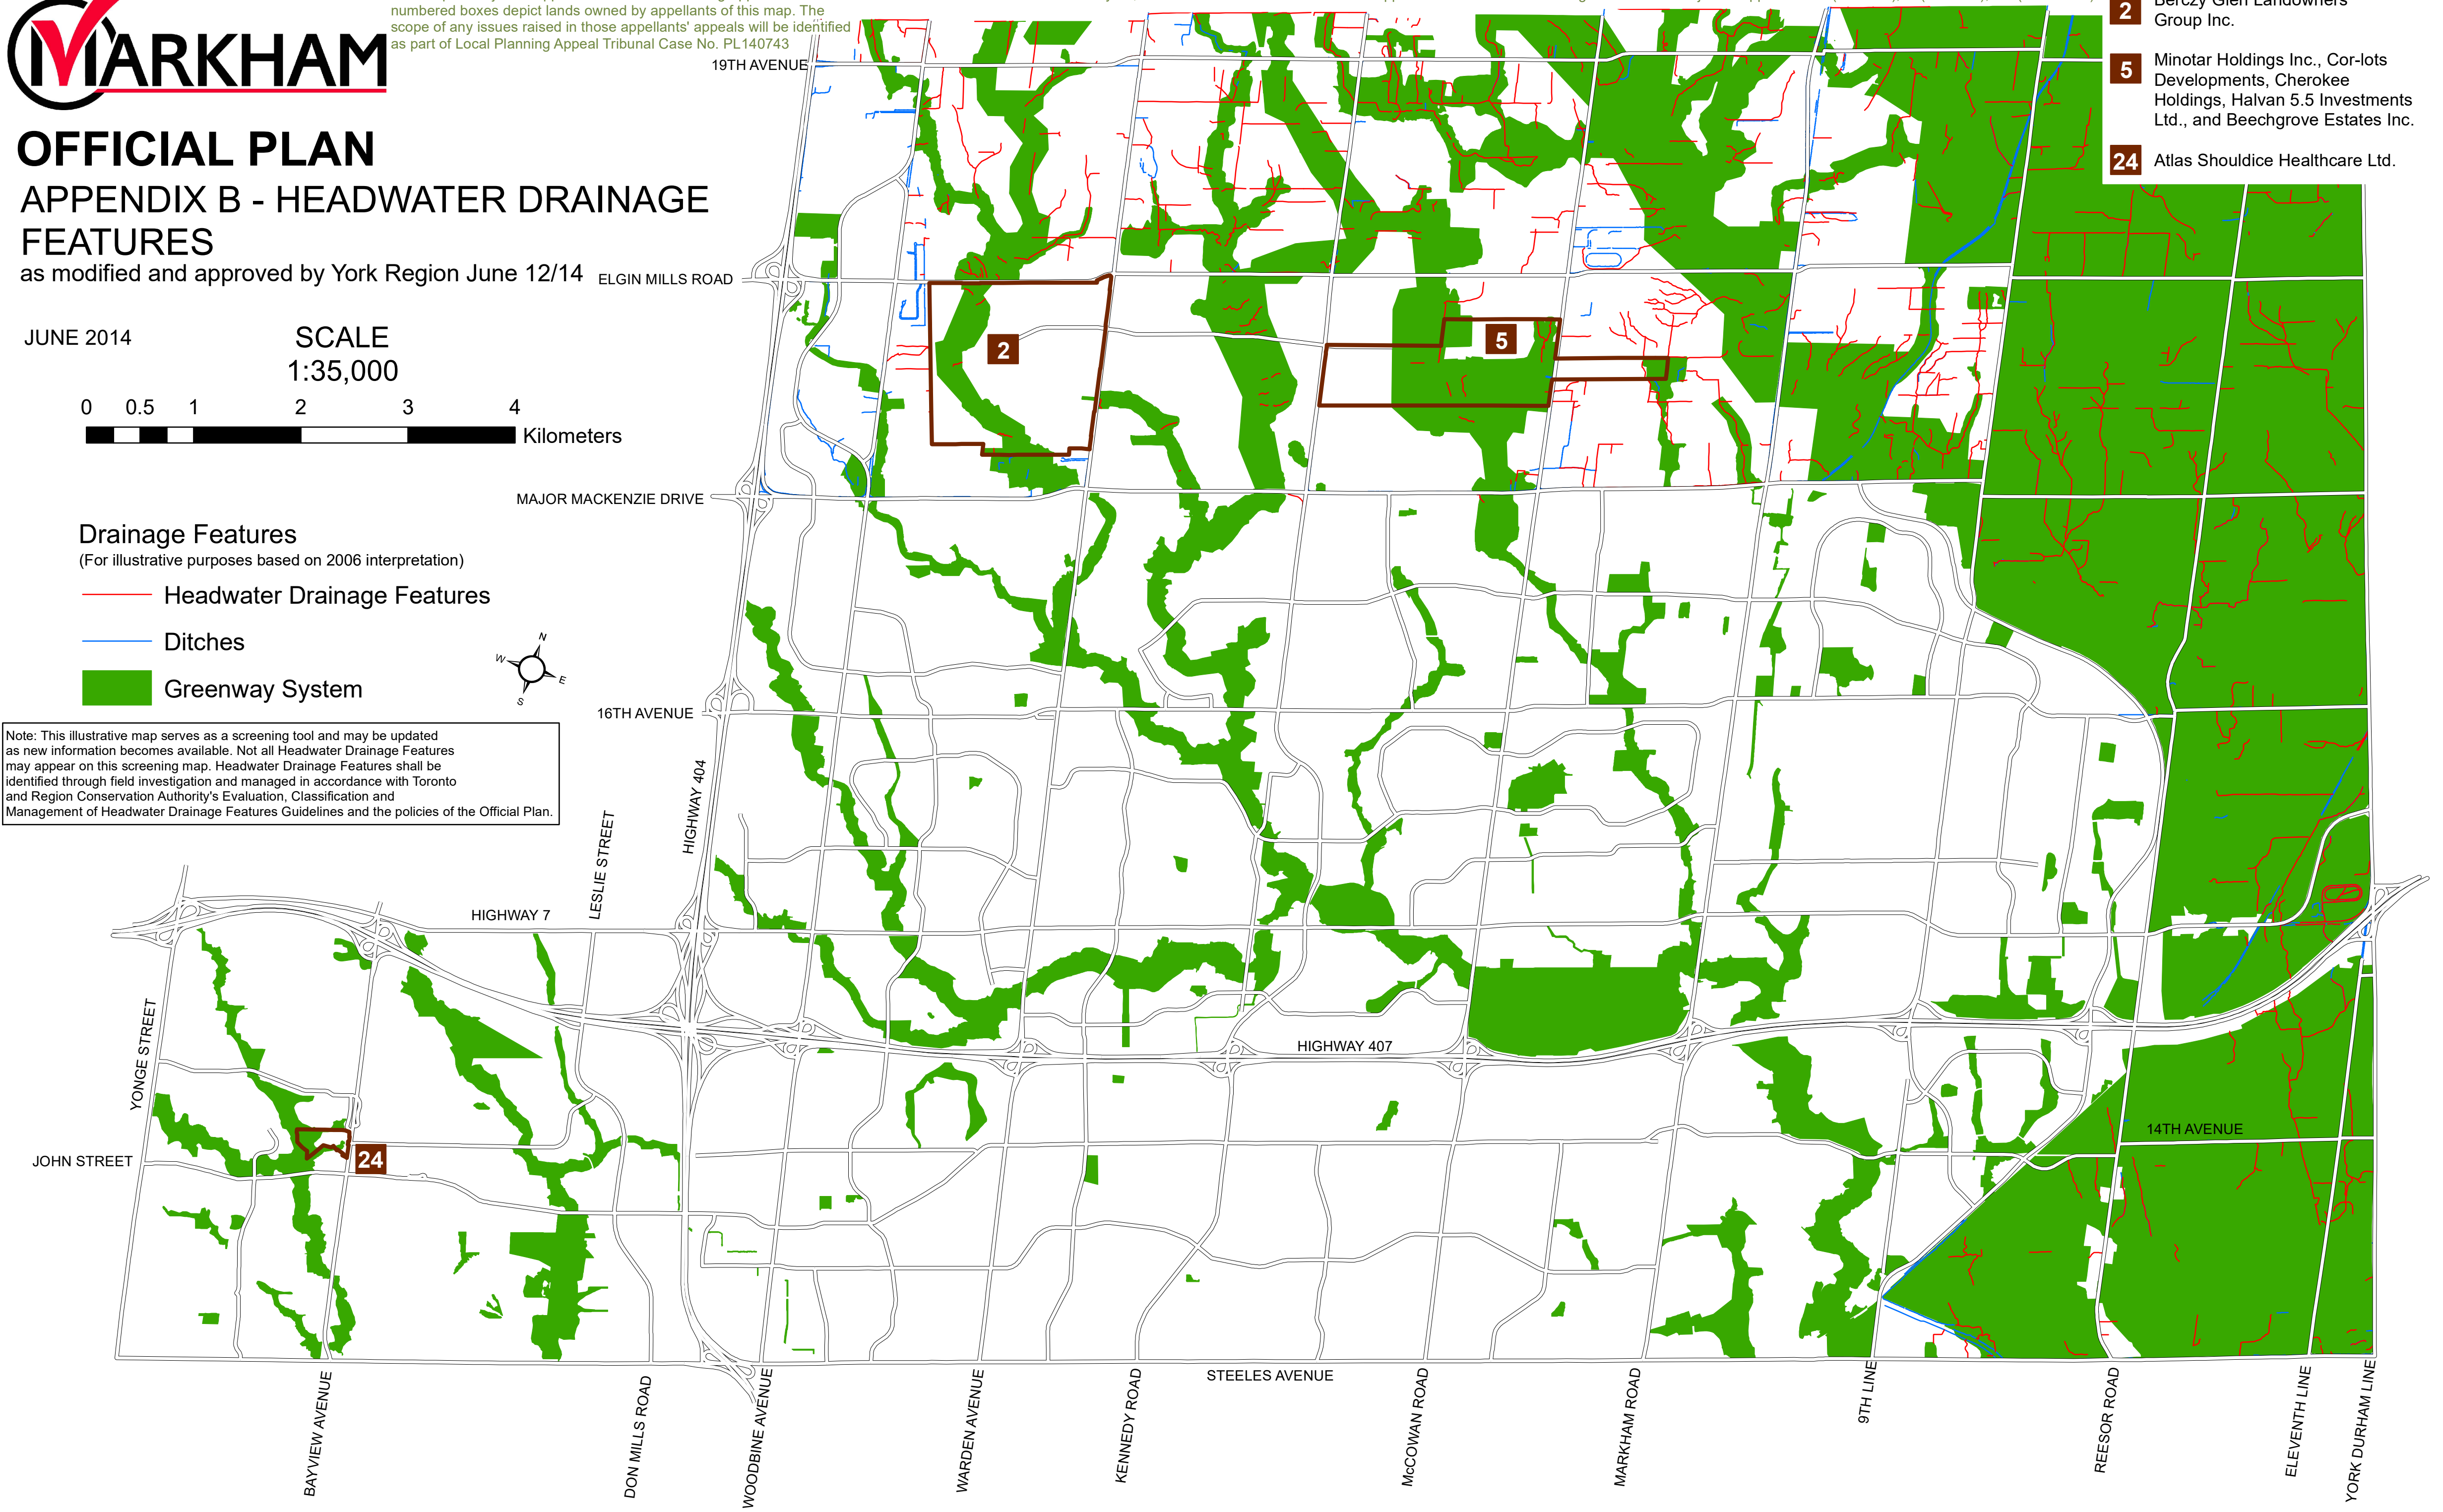 numbered boxes depict lands owned by appellants of this map. The
scope of any issues raised in those appellants' appeals will be identified
as part of Local Planning Appeal Tribunal Case No. PL140743
MARKHAM
OFFICIAL PLAN
APPENDIX B - HEADWATER DRAINAGE
FEATURES
as modified and approved by York Region June 12/14
JUNE 2014
SCALE
1:35,000
0 0.5 1 2 3 4
Kilometers
Drainage Features
(For illustrative purposes based on 2006 interpretation)
Headwater Drainage Features
Ditches
Greenway System
N
W
E
S
Note: This illustrative map serves as a screening tool and may be updated
as new information becomes available. Not all Headwater Drainage Features
may appear on this screening map. Headwater Drainage Features shall be
identified through field investigation and managed in accordance with Toronto
and Region Conservation Authority's Evaluation, Classification and
Management of Headwater Drainage Features Guidelines and the policies of the Official Plan.
2 Berczy Glen Landowners
Group Inc.
5 Minotar Holdings Inc., Cor-lots
Developments, Cherokee
Holdings, Halvan 5.5 Investments
Ltd., and Beechgrove Estates Inc.
24 Atlas Shouldice Healthcare Ltd.
19TH AVENUE
ELGIN MILLS ROAD
2
5
MAJOR MACKENZIE DRIVE
16TH AVENUE
HIGHWAY 404
LESLIE STREET
HIGHWAY 7
YONGE STREET
HIGHWAY 407
14TH AVENUE
JOHN STREET
24
STEELES AVENUE
BAYVIEW AVENUE
DON MILLS ROAD
WOODBINE AVENUE
WARDEN AVENUE
KENNEDY ROAD
McCOWAN ROAD
MARKHAM ROAD
9TH LINE
REESOR ROAD
ELEVENTH LINE
YORK DURHAM LINE